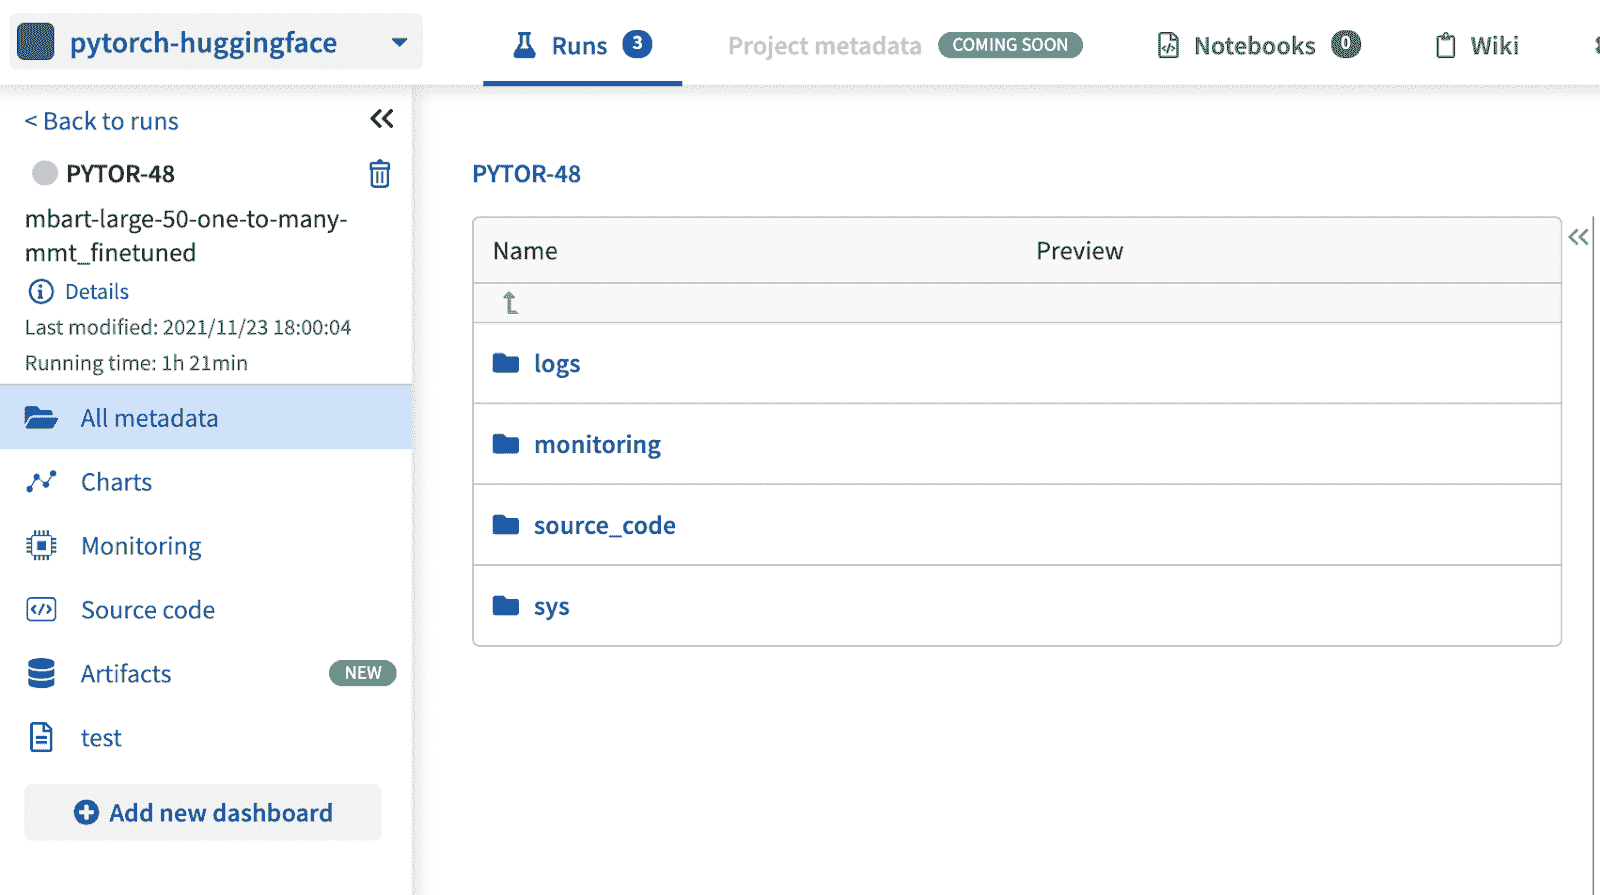 pytorch-huggingface
Runs 3
Project metadata COMING SOON
Notebooks 0
Wiki
< Back to runs
PYTOR-48
mbart-large-50-one-to-many-
mmt_finetuned
Details
Last modified: 2021/11/23 18:00:04
Running time: 1h 21min
All metadata
Charts
Monitoring
Source code
Artifacts NEW
test
Add new dashboard
PYTOR-48
Name Preview
logs
monitoring
source_code
sys